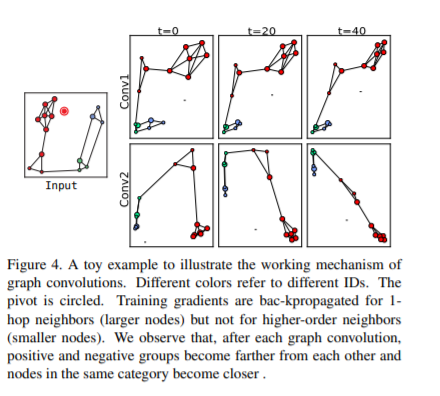 t=0 t=20 t=40
Conv1
Input
Conv2
Figure 4. A toy example to illustrate the working mechanism of
graph convolutions. Different colors refer to different IDs. The
pivot is circled. Training gradients are bac-kpropagated for 1-
hop neighbors (larger nodes) but not for higher-order neighbors
(smaller nodes). We observe that, after each graph convolution,
positive and negative groups become farther from each other and
nodes in the same category become closer .